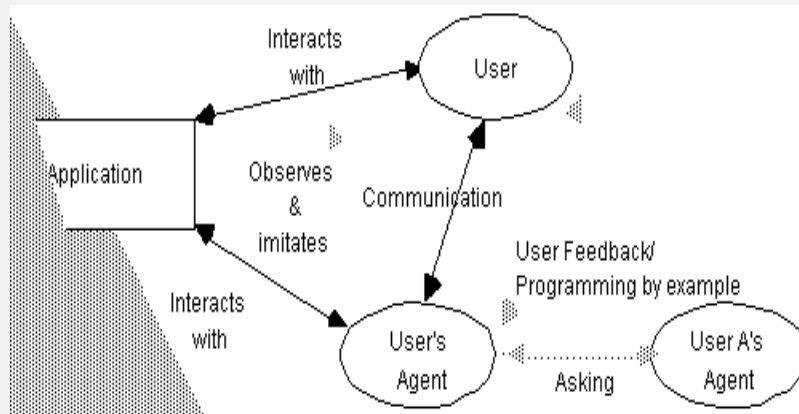 Interacts
with
User
Application
Observes
&
imitates
Communication
User Feedback/
Programming by example
Interacts
with
User's
Agent
Asking
User A's
Agent